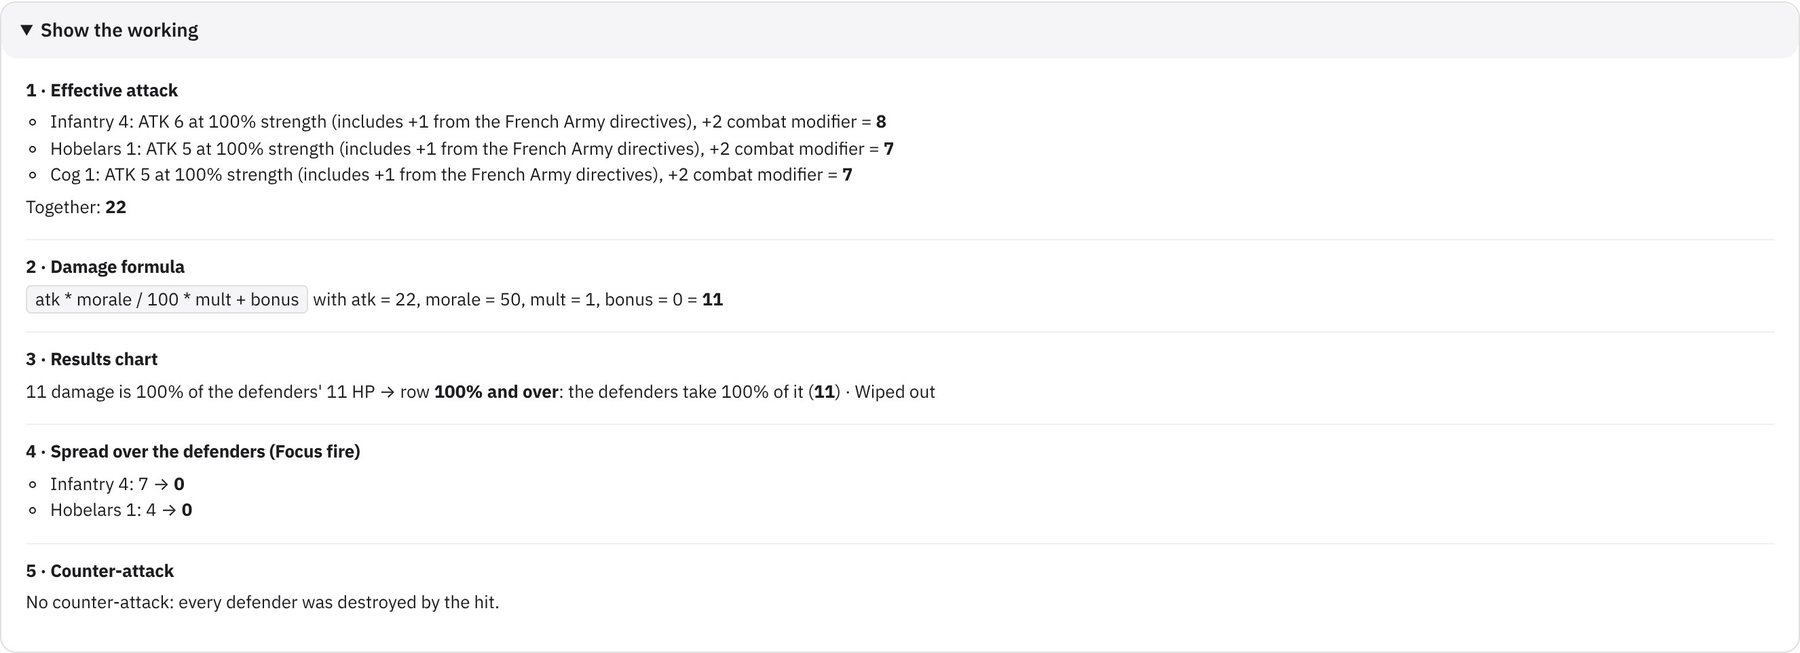 ▼ Show the working
1 · Effective attack
Infantry 4: ATK 6 at 100% strength (includes +1 from the French Army directives), +2 combat modifier = 8
Hobelars 1: ATK 5 at 100% strength (includes +1 from the French Army directives), +2 combat modifier = 7
Cog 1: ATK 5 at 100% strength (includes +1 from the French Army directives), +2 combat modifier = 7
Together: 22
2 · Damage formula
atk * morale / 100 * mult + bonus with atk = 22, morale = 50, mult = 1, bonus = 0 = 11
3 · Results chart
11 damage is 100% of the defenders' 11 HP → row 100% and over: the defenders take 100% of it (11) · Wiped out
4 · Spread over the defenders (Focus fire)
Infantry 4: 7 → 0
Hobelars 1: 4 → 0
5 · Counter-attack
No counter-attack: every defender was destroyed by the hit.